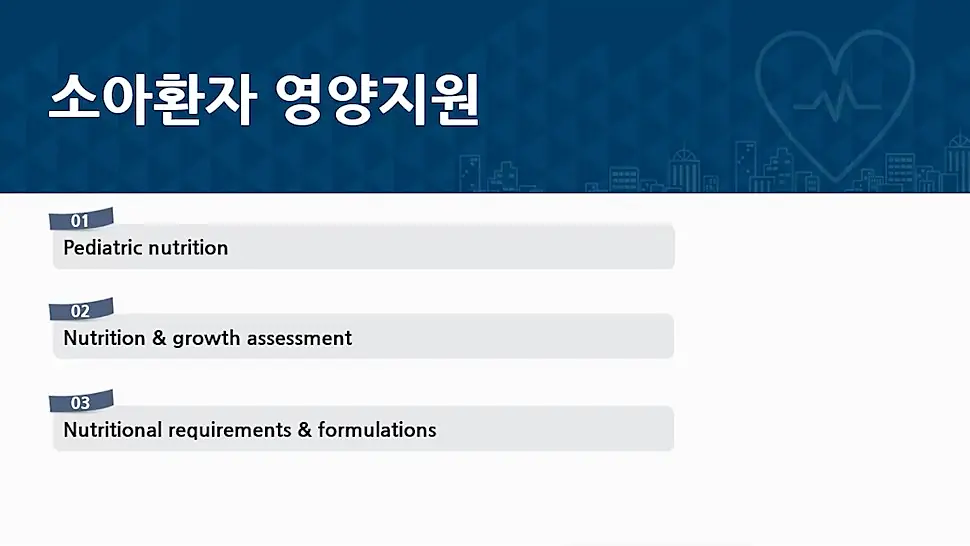 소아환자 영양지원
01
Pediatric nutrition
02
Nutrition & growth assessment
03
Nutritional requirements & formulations